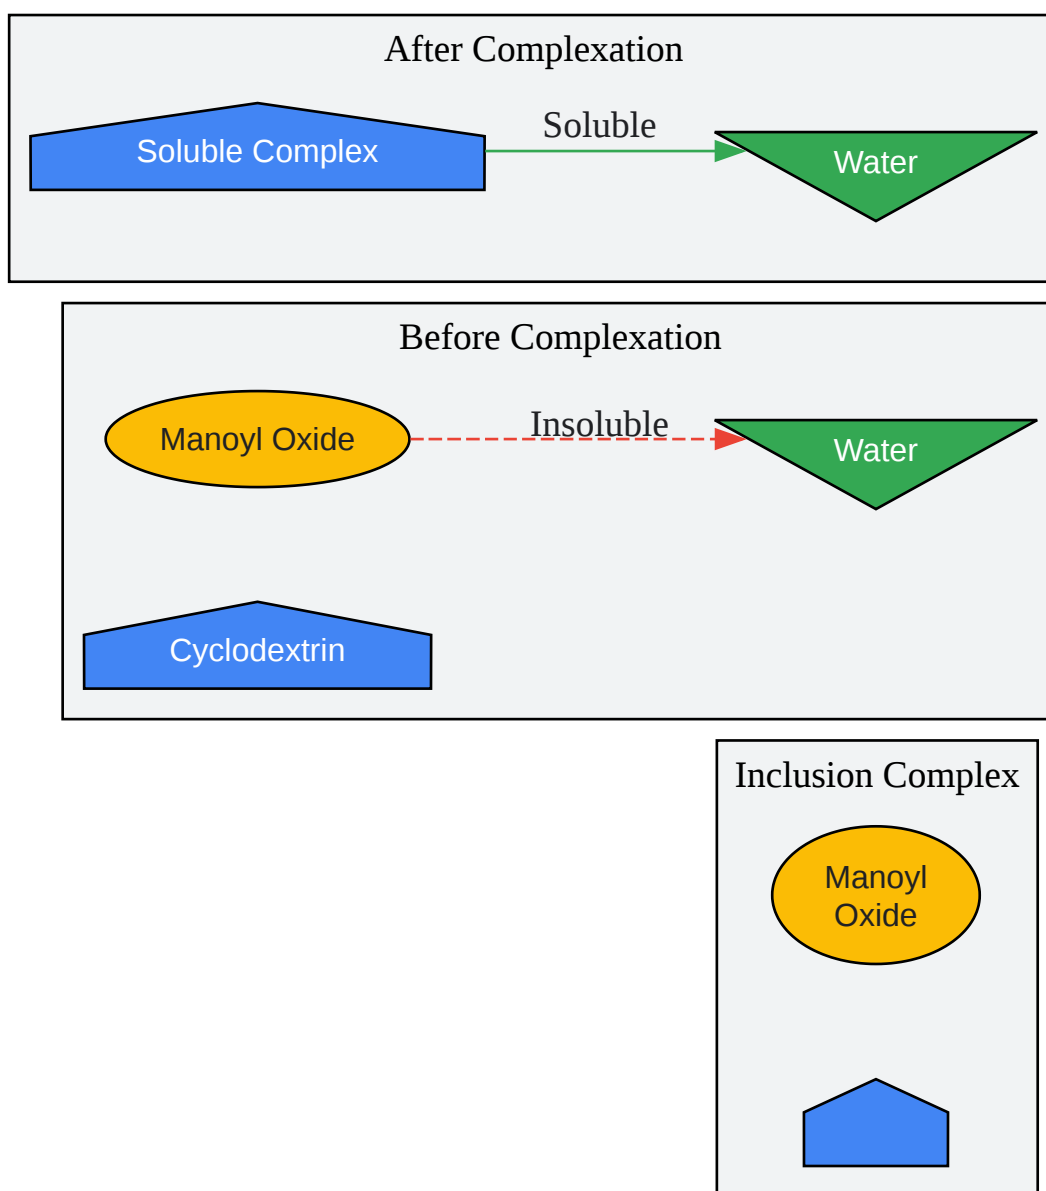 After Complexation
Soluble Complex
Soluble
Water
Before Complexation
Manoyl Oxide
Insoluble
Water
Cyclodextrin
Inclusion Complex
Manoyl
Oxide